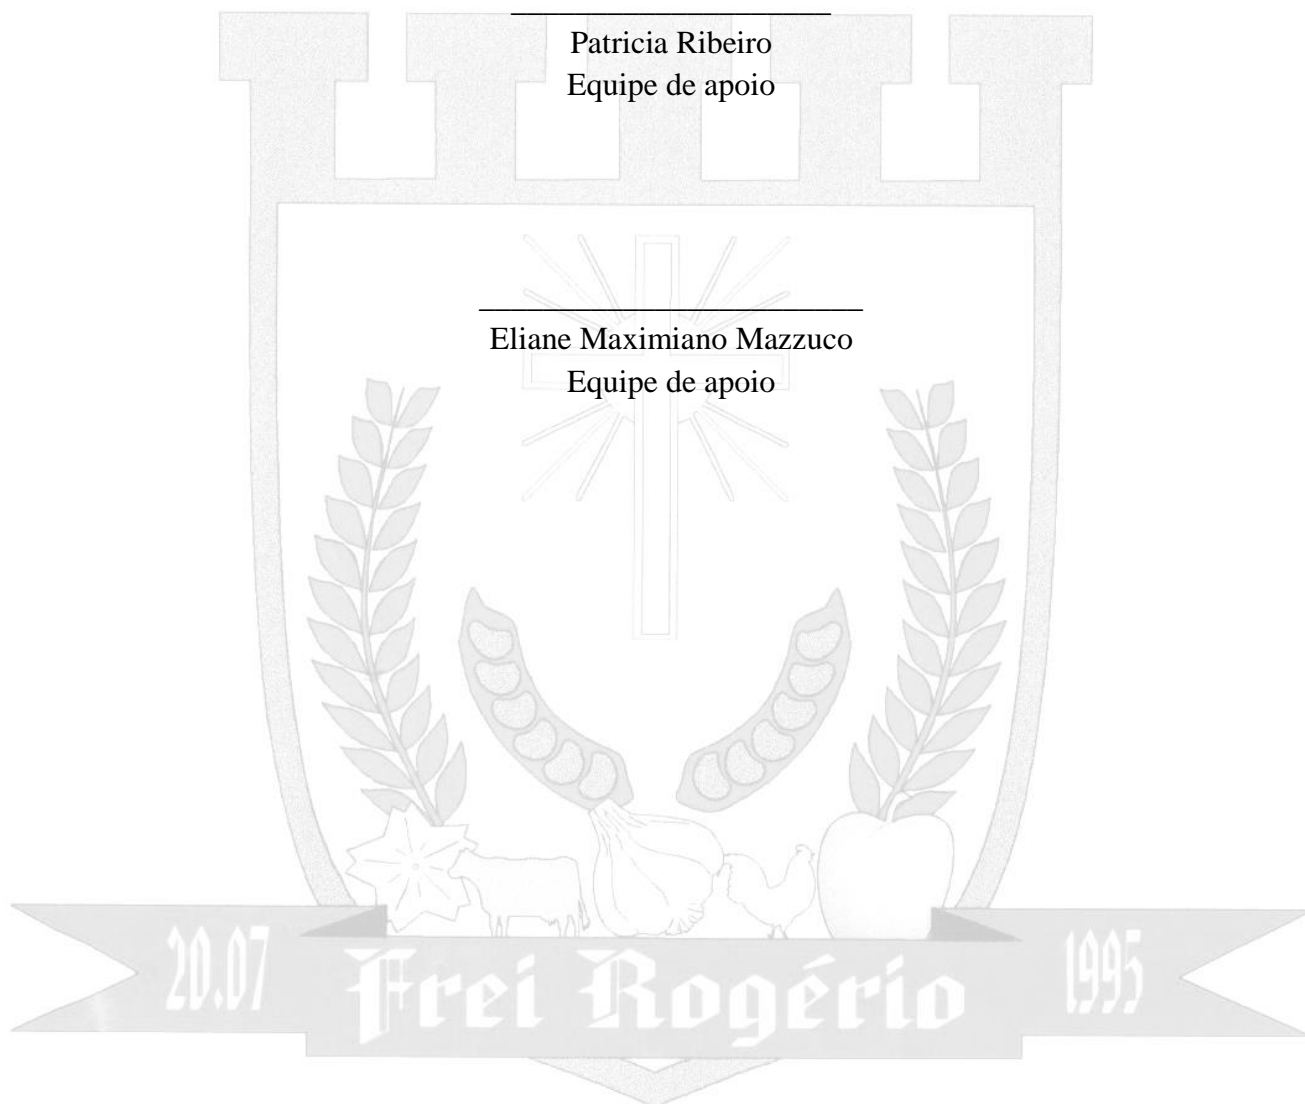 Patricia Ribeiro
Equipe de apoio
Eliane Maximiano Mazzuco
Equipe de apoio
20.07
Frei Rogério
1995